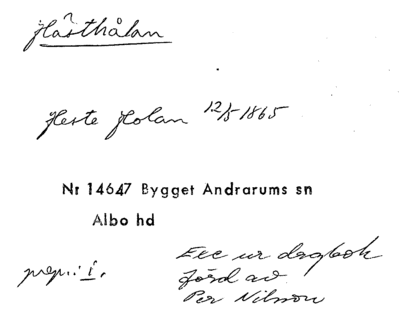 Hästhålan
Heste Holan 12/5 1865
Nr 14647 Bygget Andrarums sn
Albo hd
prep.: i.
Exc ur dagbok
förd av
Per Nilsson